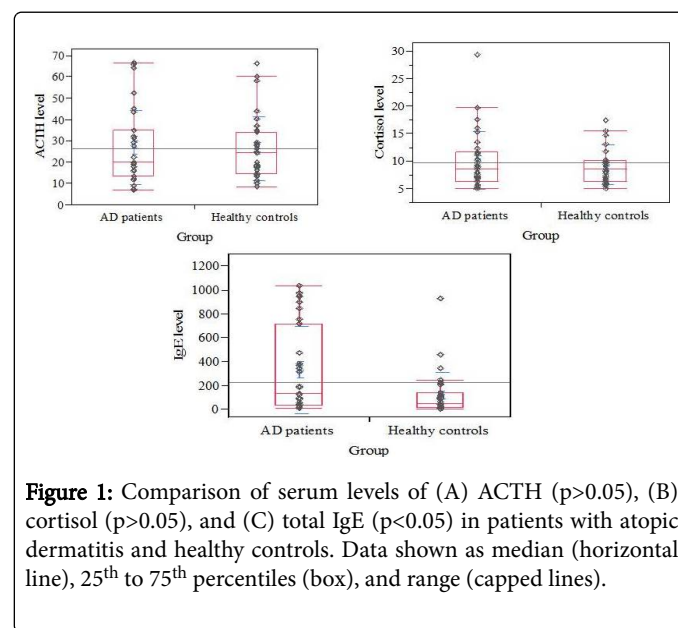 70
60
50
40
30
20
10
0
ACTH level
AD patients
Healthy controls
Group
30
25
20
15
10
5
Cortisol level
AD patients
Healthy controls
Group
1200
1000
800
600
400
200
0
IgE level
AD patients
Healthy controls
Group
Figure 1: Comparison of serum levels of (A) ACTH (p>0.05), (B)
cortisol (p>0.05), and (C) total IgE (p<0.05) in patients with atopic
dermatitis and healthy controls. Data shown as median (horizontal
line), 25th to 75th percentiles (box), and range (capped lines).